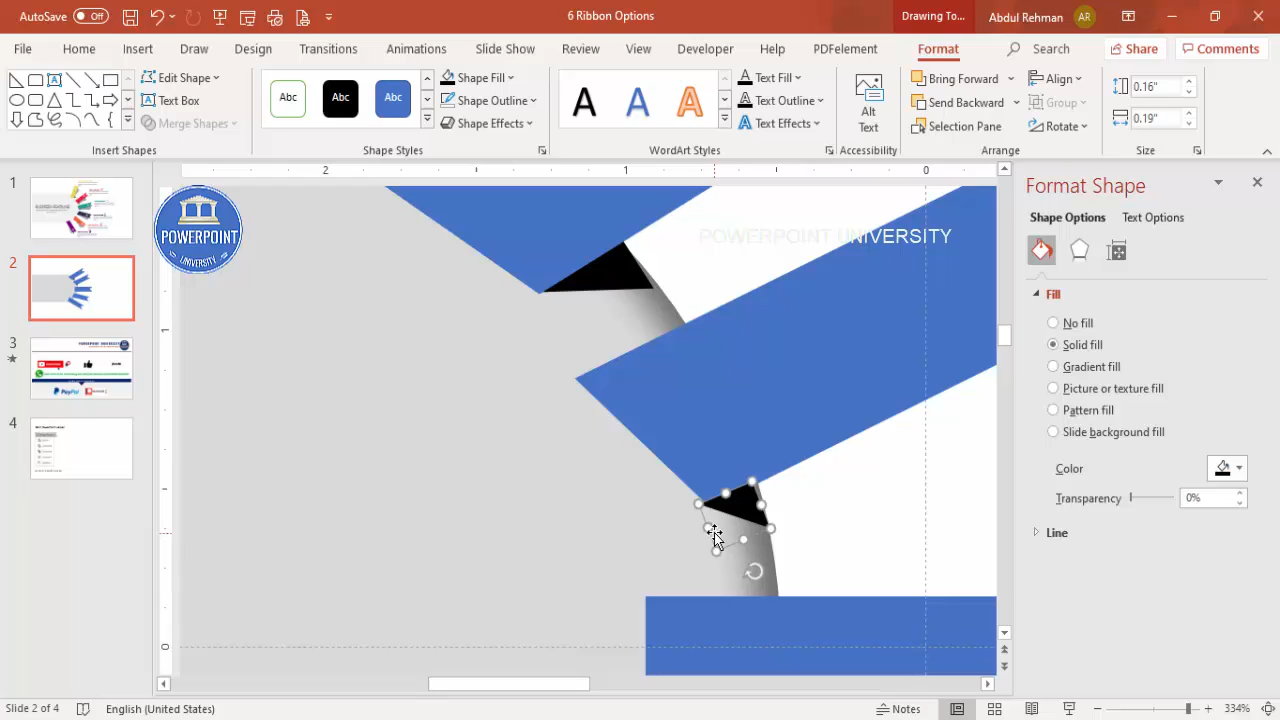 AutoSave Off 6 Ribbon Options Drawing To... Abdul Rehman AR
File Home Insert Draw Design Transitions Animations Slide Show Review View Developer Help PDFelement Format Search Share Comments
Edit Shape
Text Box
Merge Shapes
Insert Shapes
Abc Abc Abc
Shape Fill
Shape Outline
Shape Effects
Shape Styles
A A A
Text Fill
Text Outline
Text Effects
WordArt Styles
Alt
Text
Accessibility
Bring Forward
Send Backward
Selection Pane
Align
Group
Rotate
Arrange
0.16"
0.19"
Size
2 1 0
1
0
1
2
3
4
POWERPOINT
UNIVERSITY
POWERPOINT UNIVERSITY
Format Shape
Shape Options Text Options
Fill
No fill
Solid fill
Gradient fill
Picture or texture fill
Pattern fill
Slide background fill
Color
Transparency 0%
Line
Slide 2 of 4 English (United States) Notes 334%